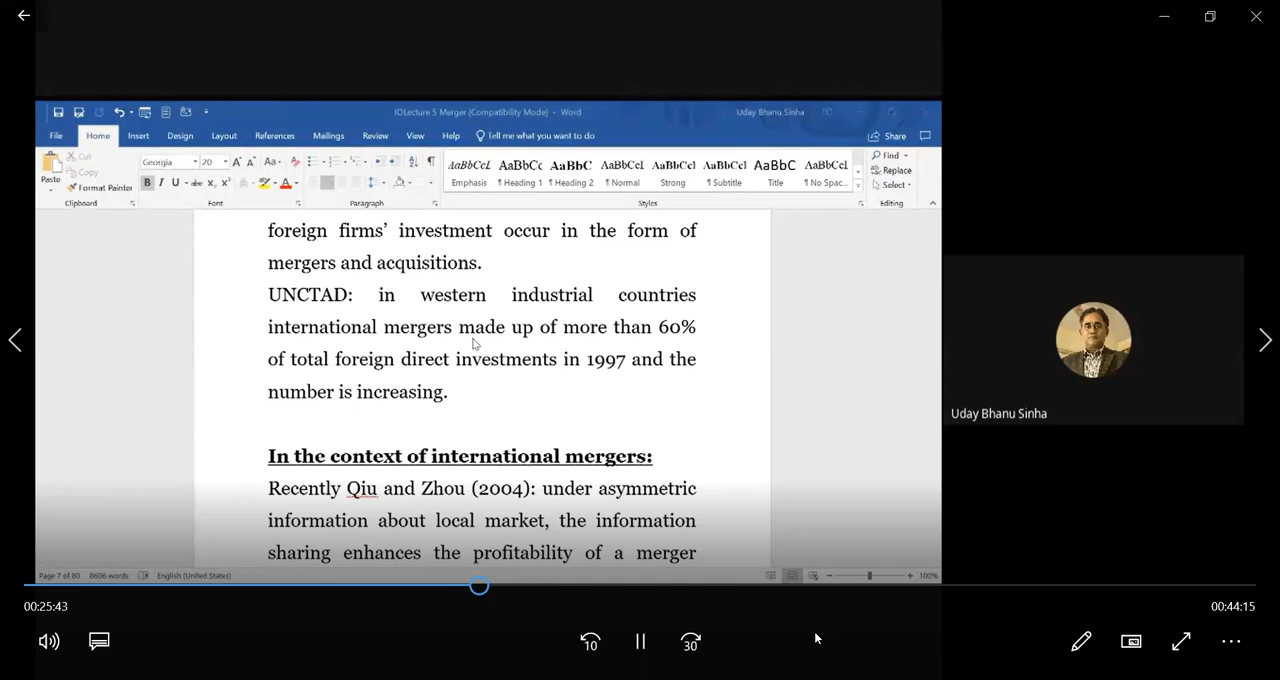 IOLecture 5 Merger [Compatibility Mode] - Word
Uday Bhanu Sinha
File Home Insert Design Layout References Mailings Review View Help Tell me what you want to do
Share
Paste
Cut
Copy
Format Painter
Georgia 20
Aa
B I U abc x₂ x²
AaBbCcL AaBbCc AaBbC AaBbCcL AaBbCcl AaBbCcl AaBbC AaBbCcL
Emphasis ¶ Heading 1 ¶ Heading 2 ¶ Normal Strong ¶ Subtitle Title ¶ No Spac...
Find
Replace
Select
Clipboard Font Paragraph Styles Editing
foreign firms' investment occur in the form of
mergers and acquisitions.
UNCTAD: in western industrial countries
international mergers made up of more than 60%
of total foreign direct investments in 1997 and the
number is increasing.
In the context of international mergers:
Recently Qiu and Zhou (2004): under asymmetric
information about local market, the information
sharing enhances the profitability of a merger
Page 7 of 80 8606 words English (United States) 100%
Uday Bhanu Sinha
00:25:43
00:44:15
10
30